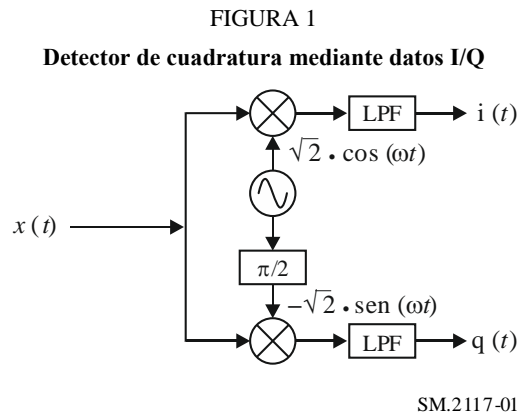 FIGURA 1
Detector de cuadratura mediante datos I/Q
LPF
i (t)
√2 • cos (ωt)
x (t)
π/2
−√2 • sen (ωt)
LPF
q (t)
SM.2117-01